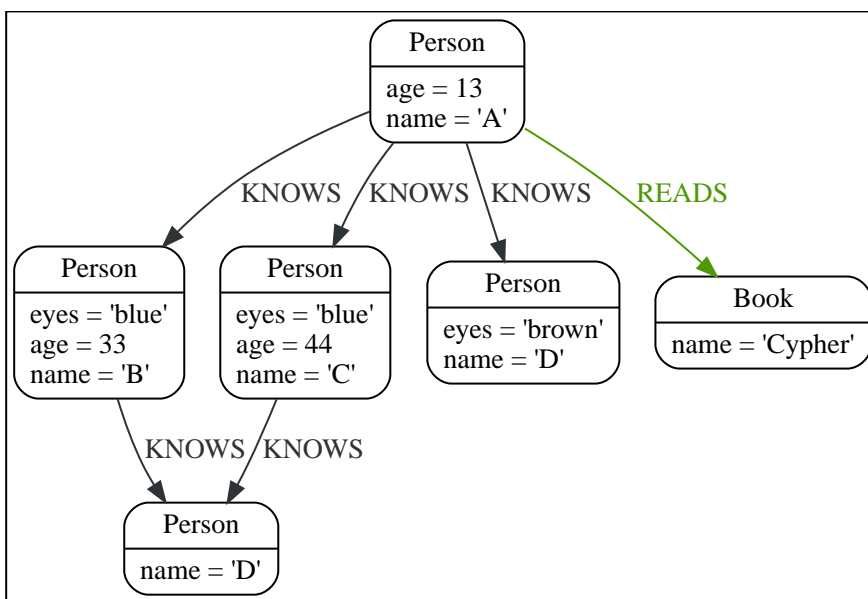 Person
age = 13
name = 'A'
KNOWS
KNOWS
KNOWS
READS
Person
eyes = 'blue'
age = 33
name = 'B'
Person
eyes = 'blue'
age = 44
name = 'C'
Person
eyes = 'brown'
name = 'D'
Book
name = 'Cypher'
KNOWS
KNOWS
Person
name = 'D'